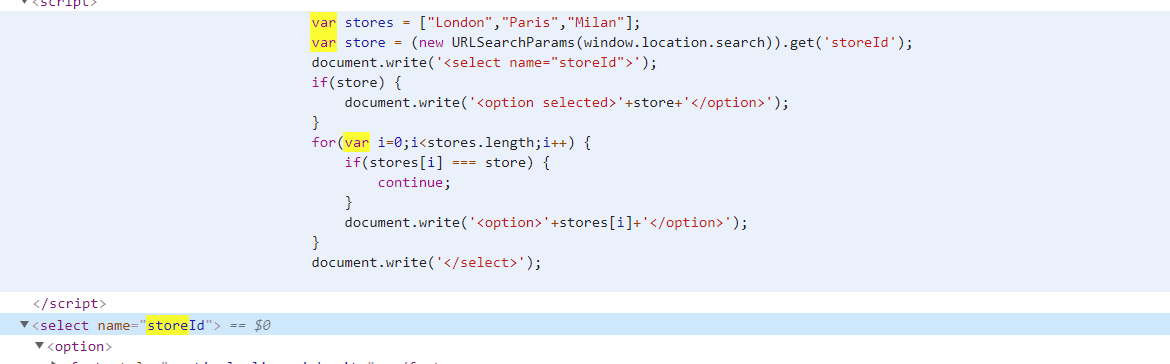 <script>
var stores = ["London","Paris","Milan"];
var store = (new URLSearchParams(window.location.search)).get('storeId');
document.write('<select name="storeId">');
if(store) {
document.write('<option selected>'+store+'</option>');
}
for(var i=0;i<stores.length;i++) {
if(stores[i] === store) {
continue;
}
document.write('<option>'+stores[i]+'</option>');
}
document.write('</select>');
</script>
<select name="storeId"> == $0
<option>